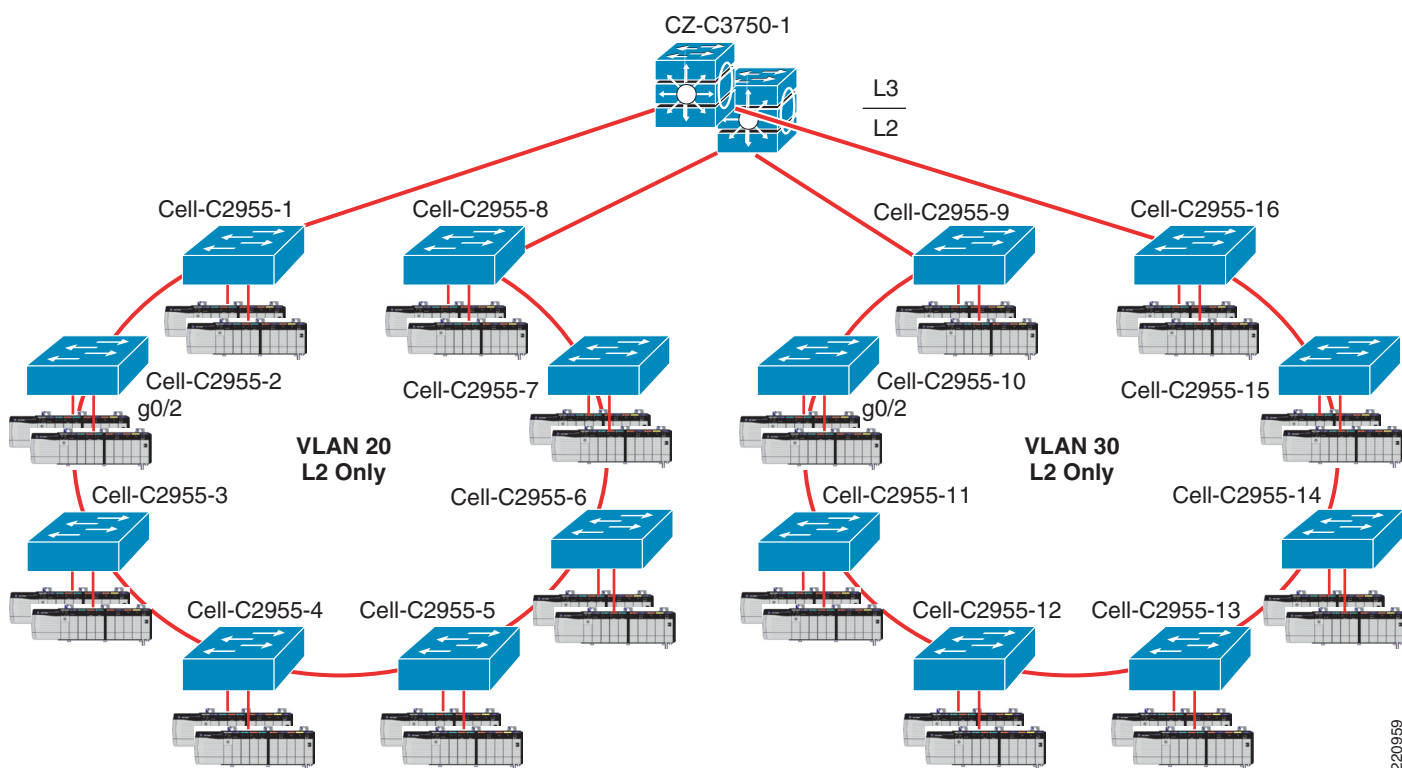 CZ-C3750-1
L3
L2
Cell-C2955-1
Cell-C2955-8
Cell-C2955-9
Cell-C2955-16
Cell-C2955-2
g0/2
Cell-C2955-7
Cell-C2955-10
g0/2
Cell-C2955-15
VLAN 20
L2 Only
VLAN 30
L2 Only
Cell-C2955-3
Cell-C2955-6
Cell-C2955-11
Cell-C2955-14
Cell-C2955-4
Cell-C2955-5
Cell-C2955-12
Cell-C2955-13
220959